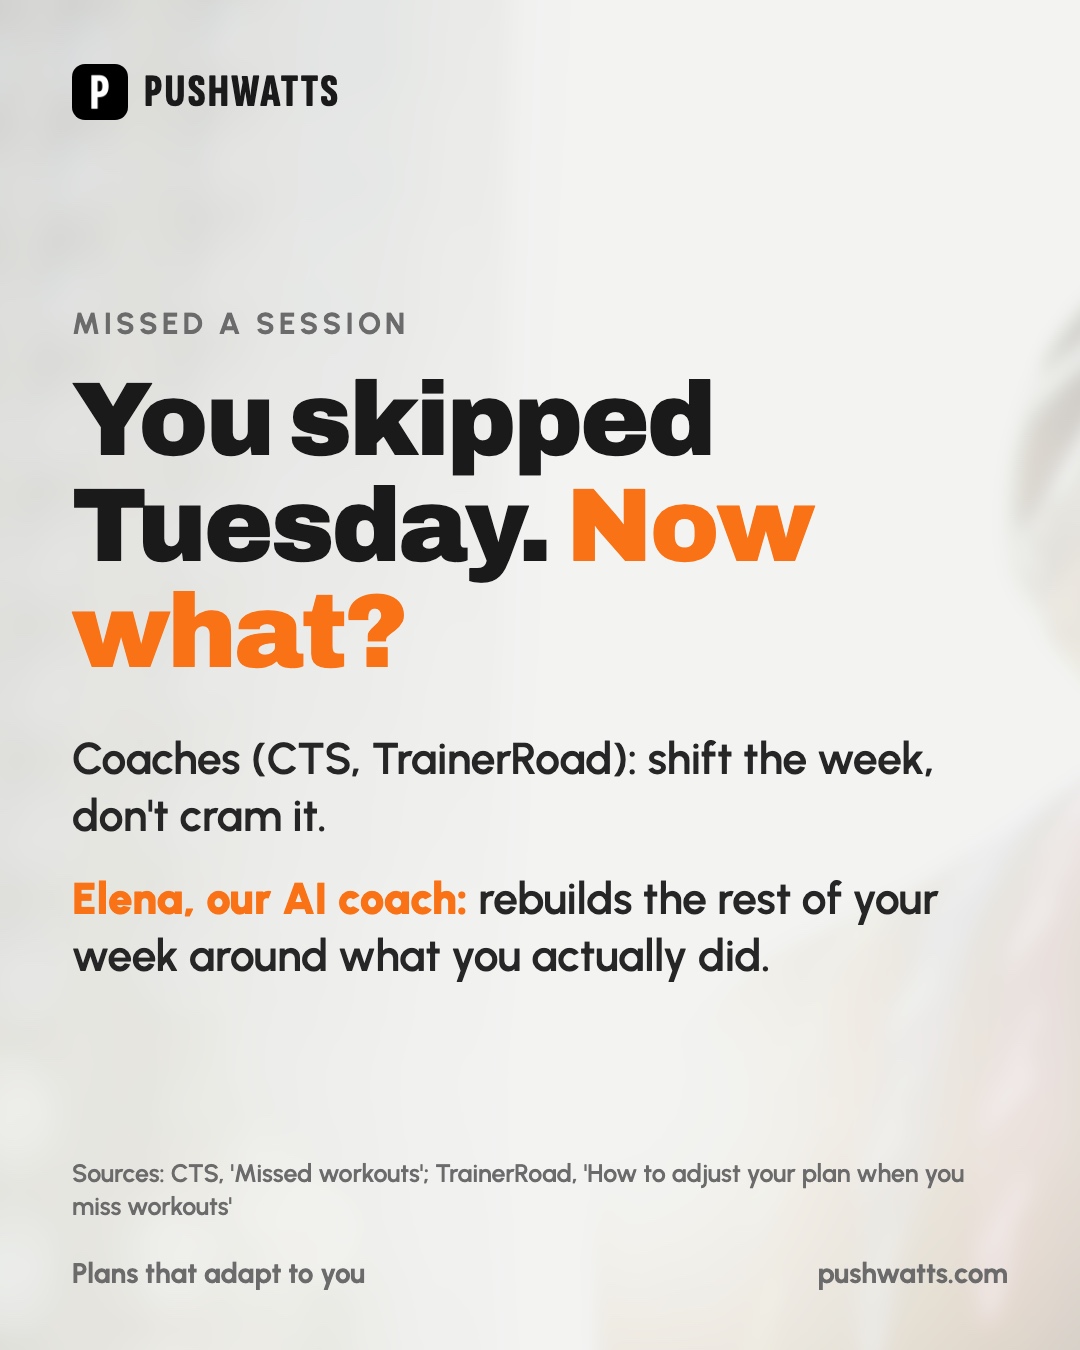 P PUSHWATTS
MISSED A SESSION
You skipped
Tuesday. Now
what?
Coaches (CTS, TrainerRoad): shift the week,
don't cram it.
Elena, our AI coach: rebuilds the rest of your
week around what you actually did.
Sources: CTS, 'Missed workouts'; TrainerRoad, 'How to adjust your plan when you
miss workouts'
Plans that adapt to you
pushwatts.com